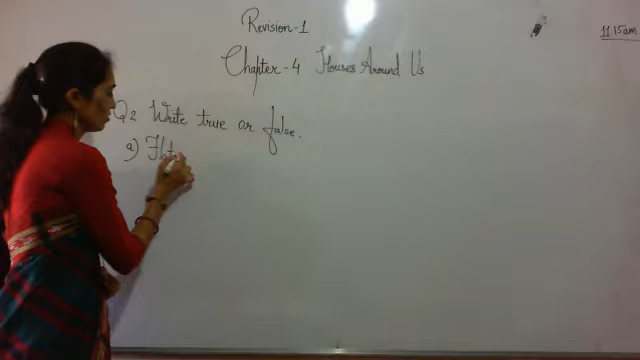 Revision-1
11:15am
Chapter-4 Houses Around Us
Q2 Write true or false.
a) Flat